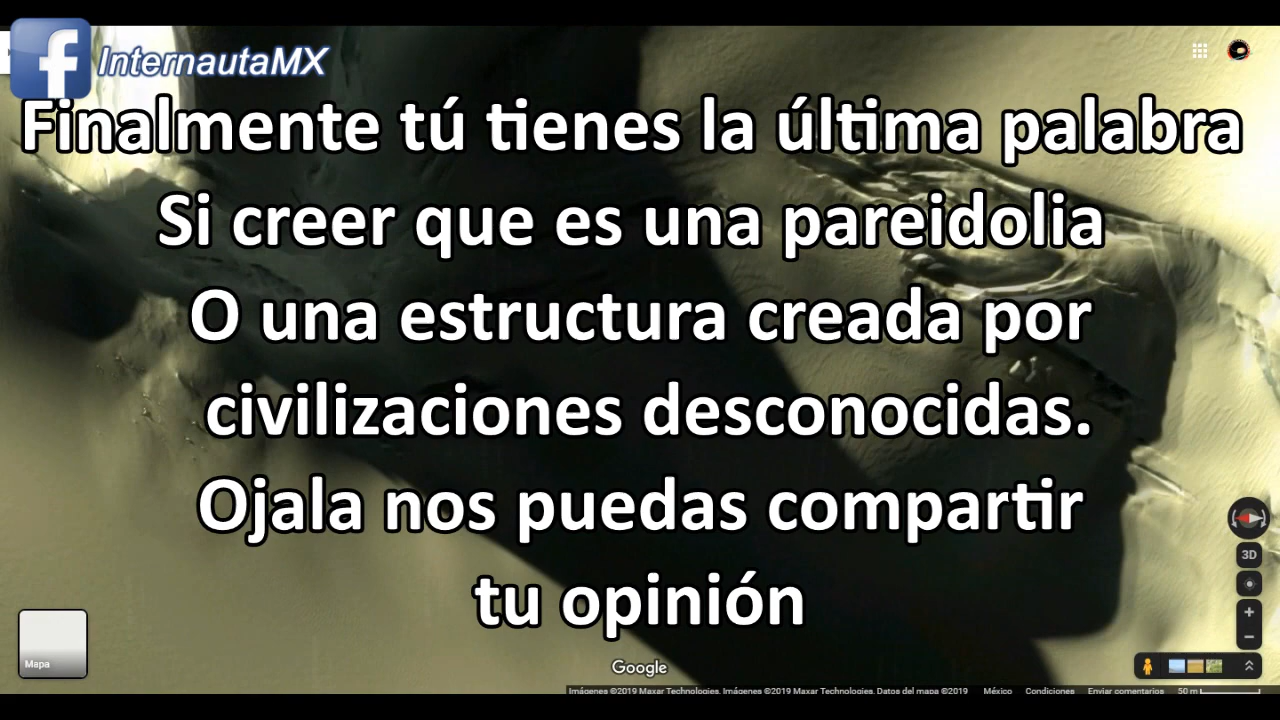 InternautaMX
Finalmente tú tienes la última palabra
Si creer que es una pareidolia
O una estructura creada por
civilizaciones desconocidas.
Ojala nos puedas compartir
tu opinión
3D
Mapa
Google
Imágenes ©2019 Maxar Technologies, Imágenes ©2019 Maxar Technologies, Datos del mapa ©2019 México Condiciones Enviar comentarios 50 m